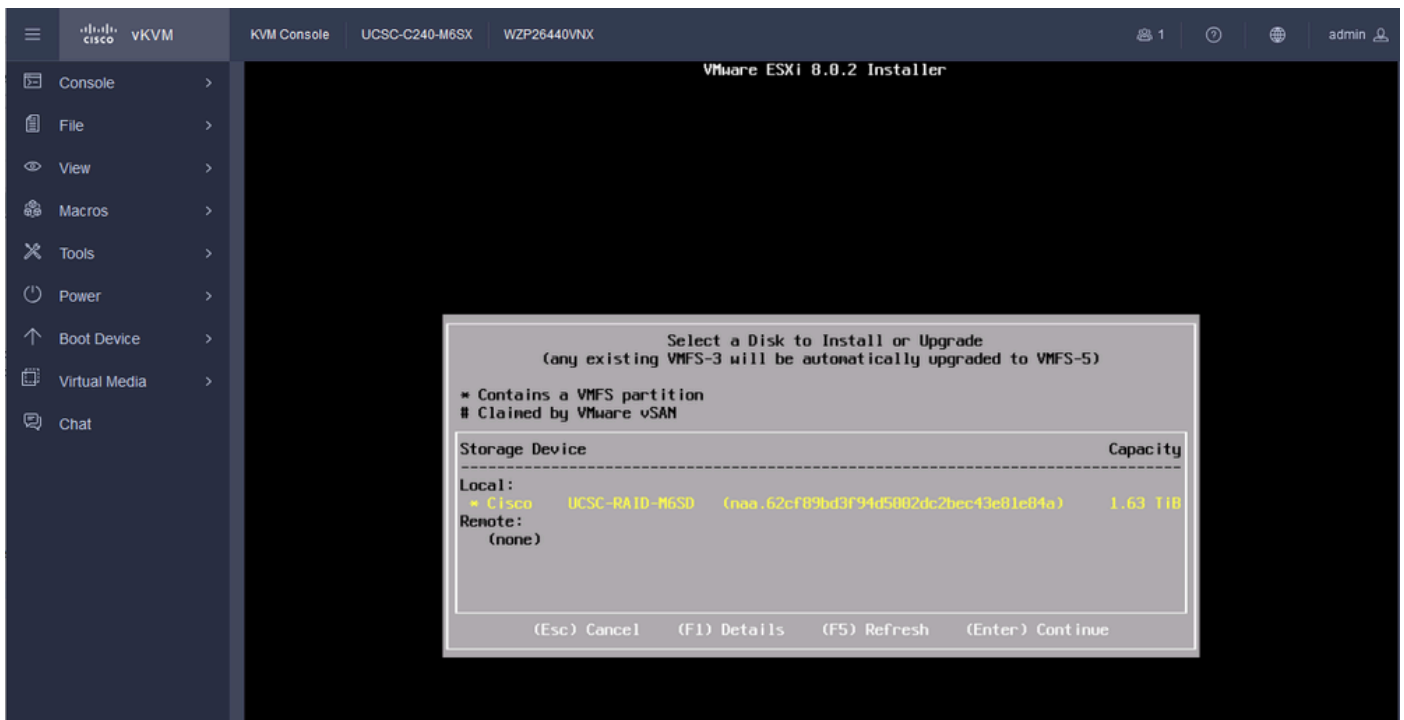 cisco vKVM KVM Console UCSC-C240-M6SX WZP26440VNX 1 admin
Console
File
View
Macros
Tools
Power
Boot Device
Virtual Media
Chat
VMware ESXi 8.0.2 Installer
Select a Disk to Install or Upgrade
(any existing VMFS-3 will be automatically upgraded to VMFS-5)
* Contains a VMFS partition
# Claimed by VMware vSAN
Storage Device Capacity
--------------------------------------------------------------------------------
Local:
* Cisco UCSC-RAID-M6SD (naa.62cf89bd3f94d5002dc2bec43e81e84a) 1.63 TiB
Remote:
(none)
(Esc) Cancel (F1) Details (F5) Refresh (Enter) Continue